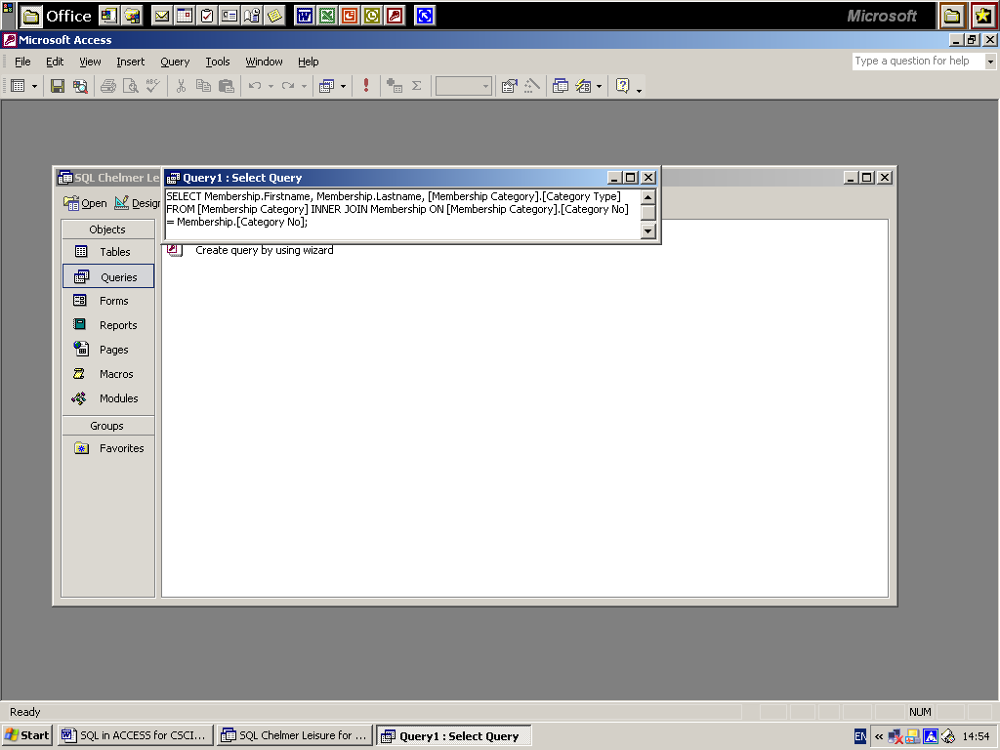 Office
Microsoft
Microsoft Access
File Edit View Insert Query Tools Window Help
Type a question for help
SQL Chelmer Le
Query1 : Select Query
Open Design
SELECT Membership.Firstname, Membership.Lastname, [Membership Category].[Category Type]
FROM [Membership Category] INNER JOIN Membership ON [Membership Category].[Category No]
= Membership.[Category No];
Create query by using wizard
Objects
Tables
Queries
Forms
Reports
Pages
Macros
Modules
Groups
Favorites
Ready
NUM
Start
SQL in ACCESS for CSCI...
SQL Chelmer Leisure for ...
Query1 : Select Query
EN
«
14:54